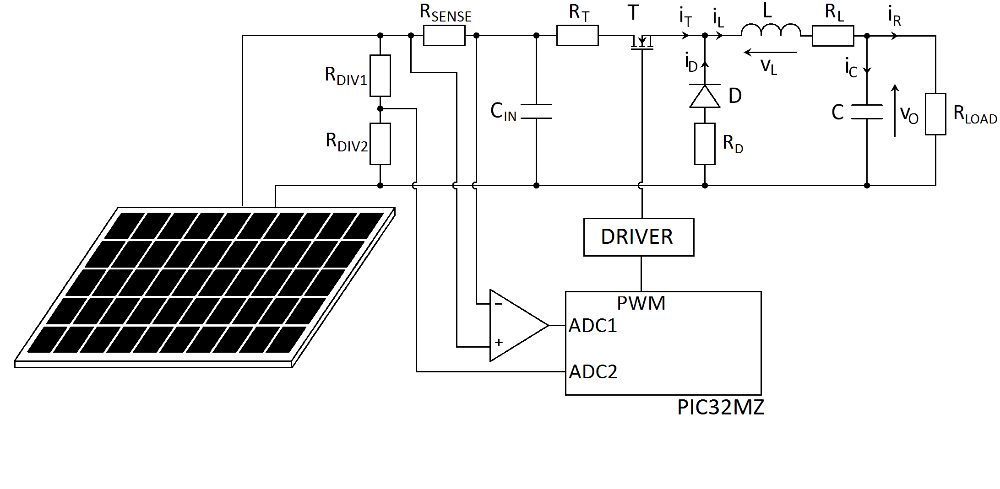 R_SENSE
R_T
T
i_T
i_L
L
R_L
i_R
R_DIV1
i_D
v_L
i_C
D
C_IN
C
v_O
R_LOAD
R_DIV2
R_D
DRIVER
−
PWM
ADC1
+
ADC2
PIC32MZ